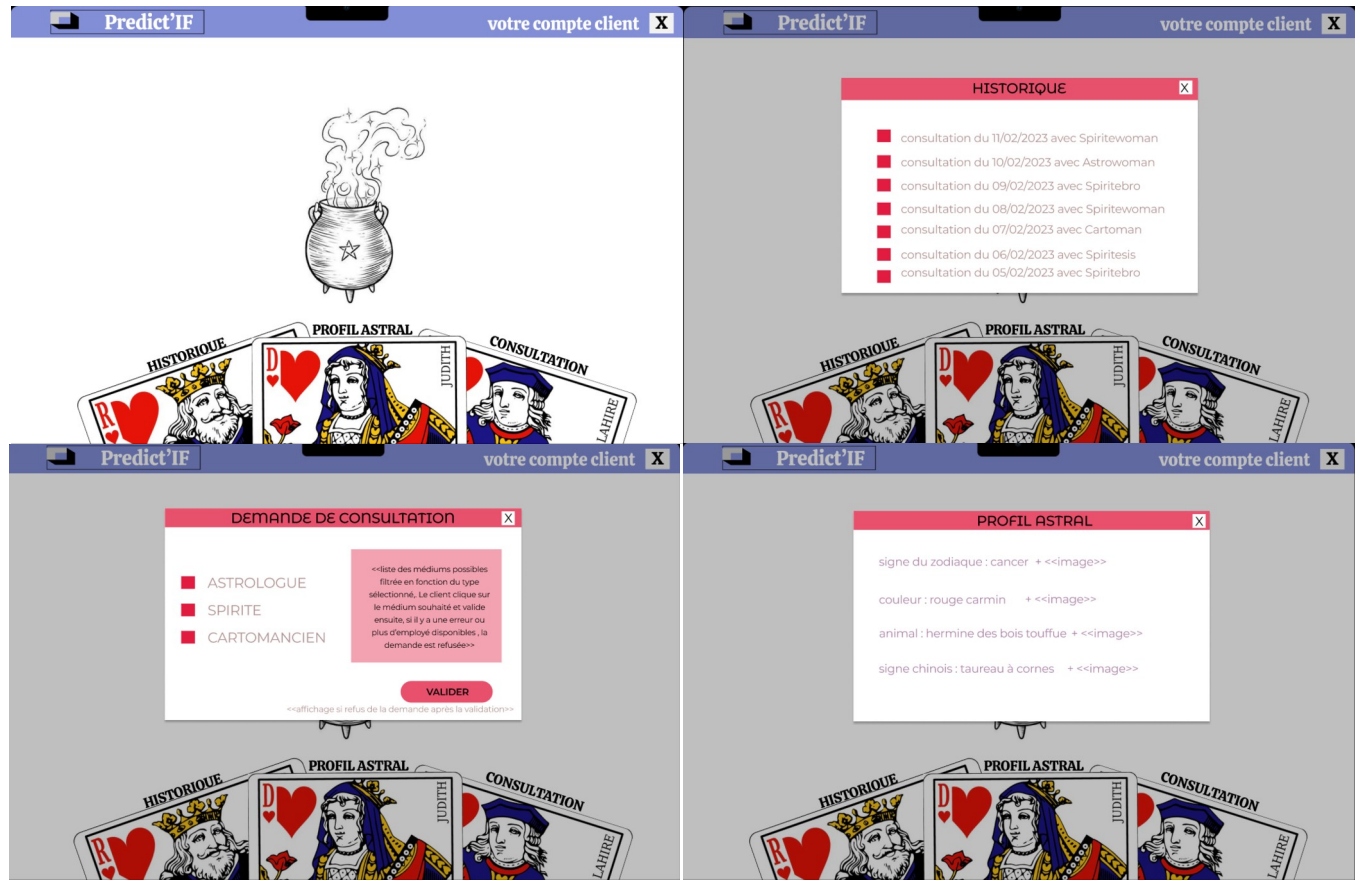 Predict'IF
votre compte client X
HISTORIQUE
PROFIL ASTRAL
CONSULTATION
R
D
JUDITH
LAHIRE
Predict'IF
votre compte client X
HISTORIQUE X
consultation du 11/02/2023 avec Spiritewoman
consultation du 10/02/2023 avec Astrowoman
consultation du 09/02/2023 avec Spiritebro
consultation du 08/02/2023 avec Spiritewoman
consultation du 07/02/2023 avec Cartoman
consultation du 06/02/2023 avec Spiritesis
consultation du 05/02/2023 avec Spiritebro
HISTORIQUE
PROFIL ASTRAL
CONSULTATION
R
D
JUDITH
LAHIRE
Predict'IF
votre compte client X
DEMANDE DE CONSULTATION X
ASTROLOGUE
SPIRITE
CARTOMANCIEN
<<liste des médiums possibles
filtrée en fonction du type
sélectionné,. Le client clique sur
le médium souhaité et valide
ensuite, si il y a une erreur ou
plus d'employé disponibles , la
demande est refusée>>
VALIDER
<<affichage si refus de la demande après la validation>>
HISTORIQUE
PROFIL ASTRAL
CONSULTATION
R
D
JUDITH
LAHIRE
Predict'IF
votre compte client X
PROFIL ASTRAL X
signe du zodiaque : cancer + <<image>>
couleur : rouge carmin + <<image>>
animal : hermine des bois touffue + <<image>>
signe chinois : taureau à cornes + <<image>>
HISTORIQUE
PROFIL ASTRAL
CONSULTATION
R
D
JUDITH
LAHIRE